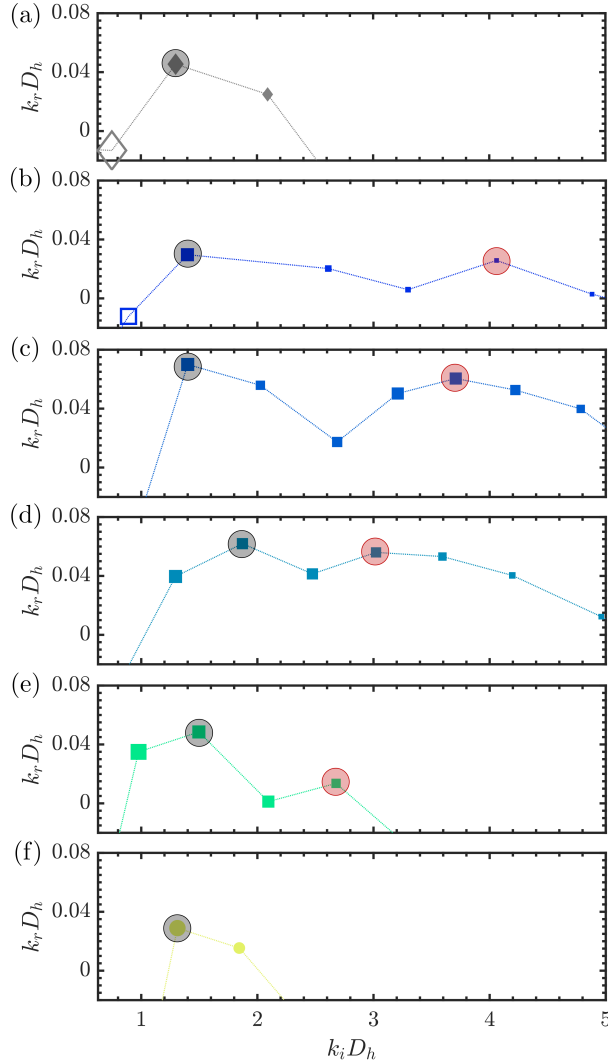 (a)
0.08
0.04
0
k_r D_h
(b)
0.08
0.04
0
k_r D_h
(c)
0.08
0.04
0
k_r D_h
(d)
0.08
0.04
0
k_r D_h
(e)
0.08
0.04
0
k_r D_h
(f)
0.08
0.04
0
k_r D_h
1 2 3 4 5
k_i D_h